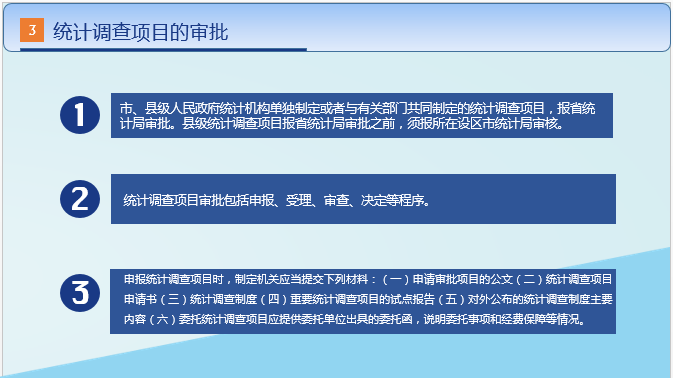 3 统计调查项目的审批
1
市、县级人民政府统计机构单独制定或者与有关部门共同制定的统计调查项目，报省统
计局审批。县级统计调查项目报省统计局审批之前，须报所在设区市统计局审核。
2
统计调查项目审批包括申报、受理、审查、决定等程序。
3
申报统计调查项目时，制定机关应当提交下列材料：（一）申请审批项目的公文（二）统计调查项目
申请书（三）统计调查制度（四）重要统计调查项目的试点报告（五）对外公布的统计调查制度主要
内容（六）委托统计调查项目应提供委托单位出具的委托函，说明委托事项和经费保障等情况。